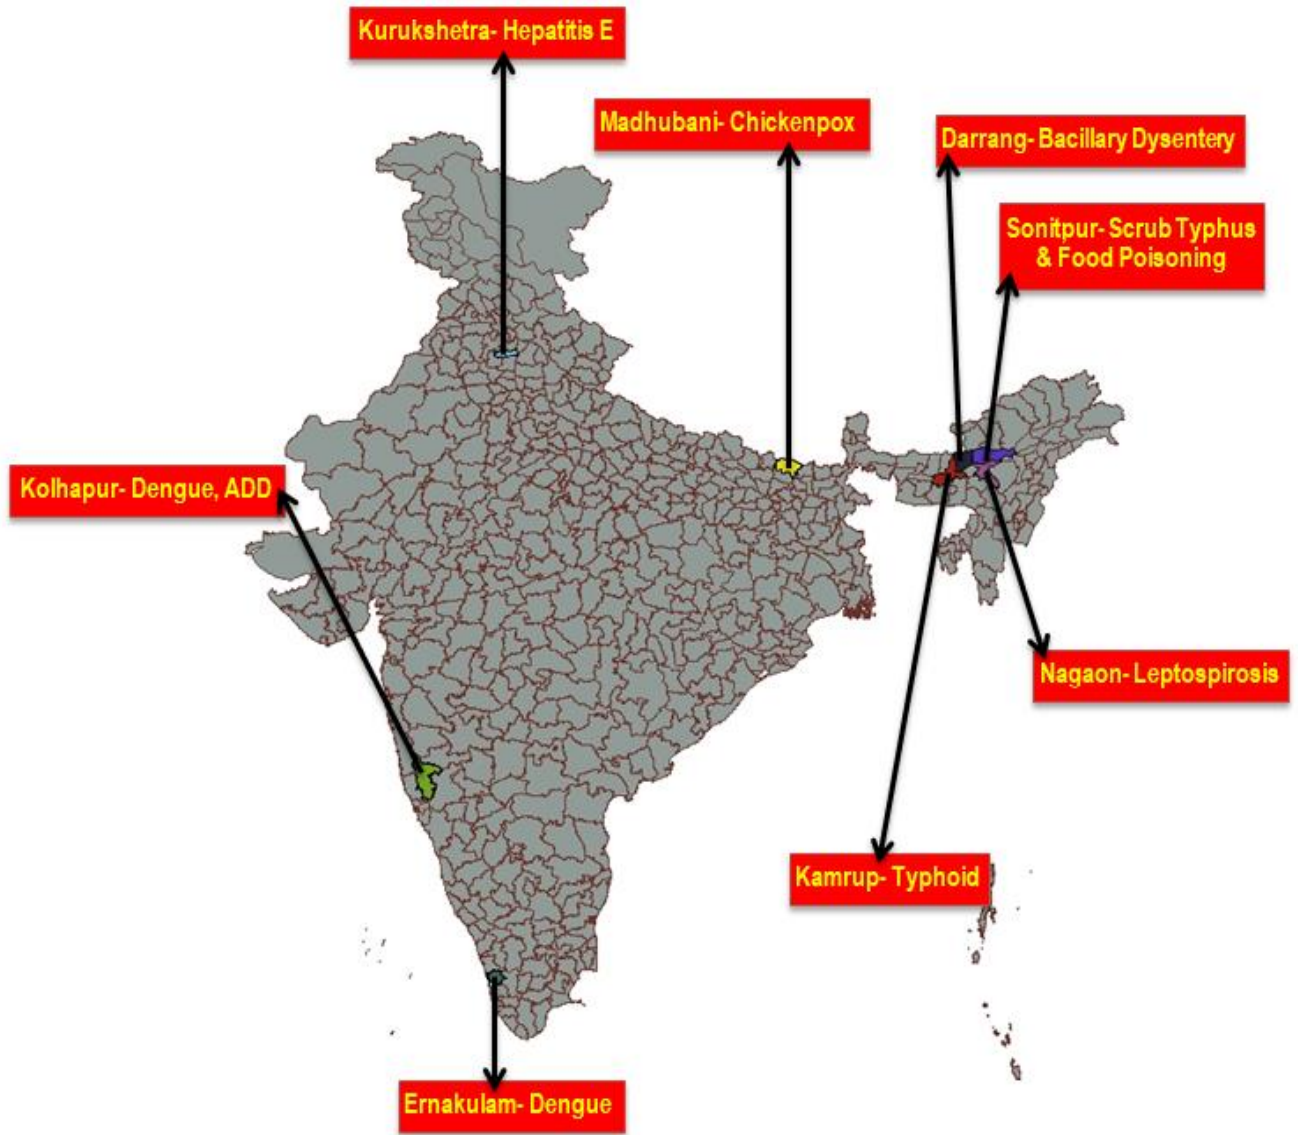 Kurukshetra- Hepatitis E
Madhubani- Chickenpox
Darrang- Bacillary Dysentery
Sonitpur- Scrub Typhus
& Food Poisoning
Kolhapur- Dengue, ADD
Nagaon- Leptospirosis
Kamrup- Typhoid
Ernakulam- Dengue